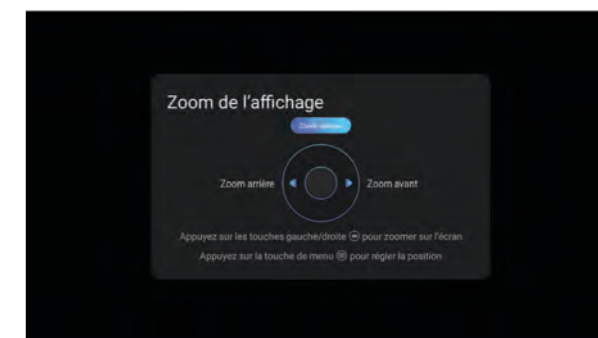 Zoom de l'affichage
Zoom arrière
Zoom avant
Appuyez sur les touches gauche/droite pour zoomer sur l'écran
Appuyez sur la touche de menu pour régler la position